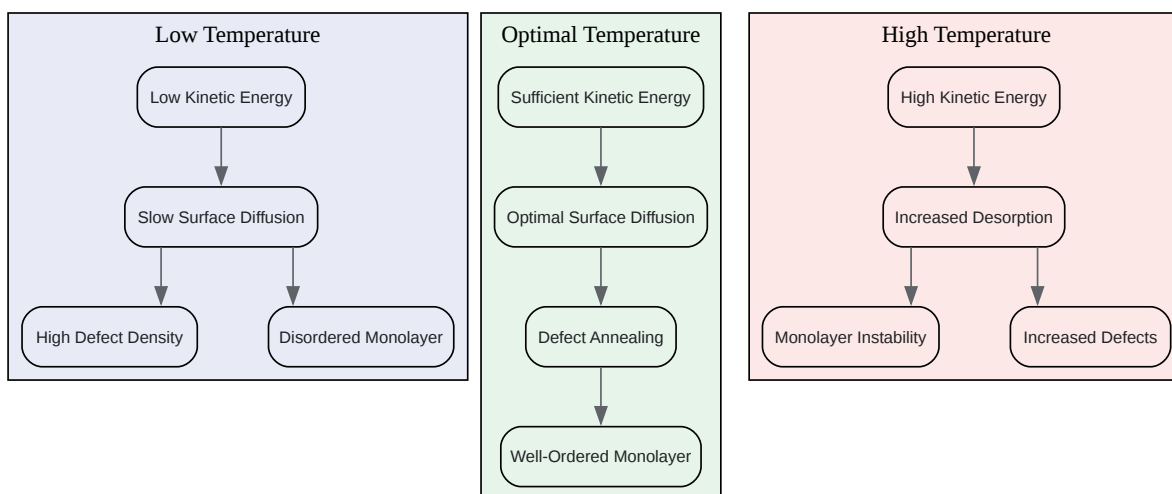 Low Temperature
Low Kinetic Energy
Slow Surface Diffusion
High Defect Density
Disordered Monolayer
Optimal Temperature
Sufficient Kinetic Energy
Optimal Surface Diffusion
Defect Annealing
Well-Ordered Monolayer
High Temperature
High Kinetic Energy
Increased Desorption
Monolayer Instability
Increased Defects